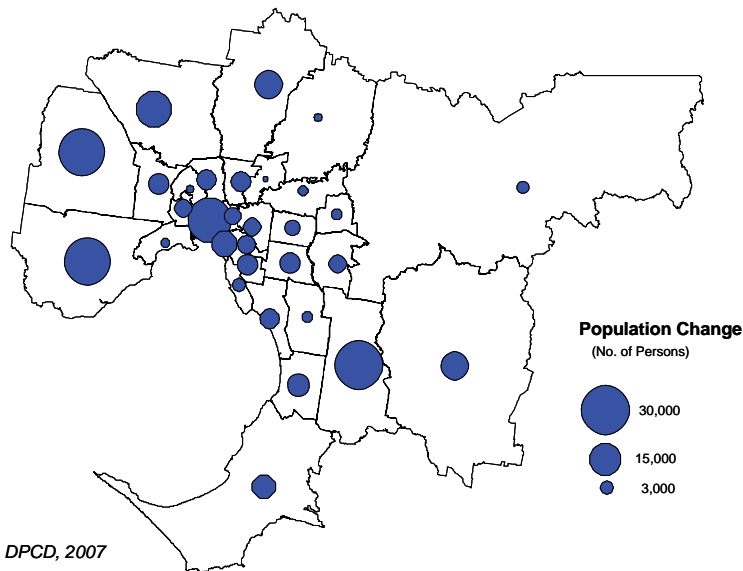 Population Change
(No. of Persons)
30,000
15,000
3,000
DPCD, 2007